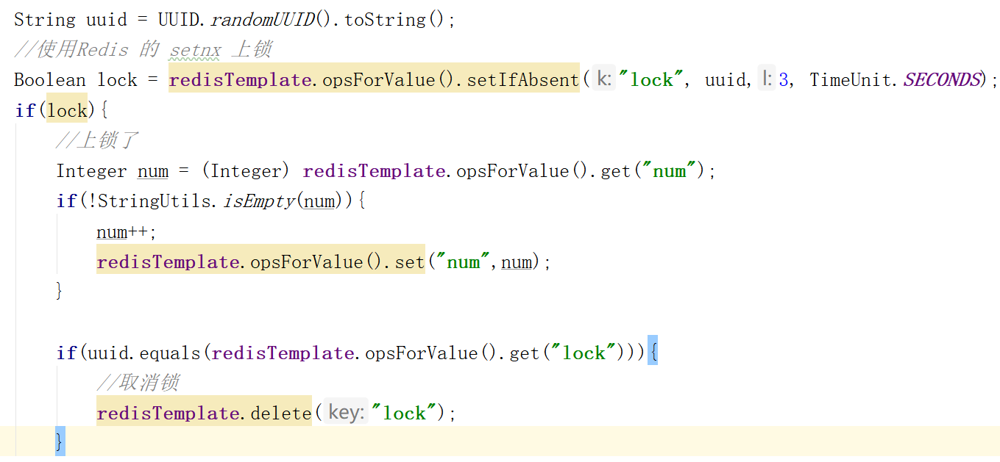 String uuid = UUID.randomUUID().toString();
//使用Redis 的 setnx 上锁
Boolean lock = redisTemplate.opsForValue().setIfAbsent( k: "lock", uuid, l: 3, TimeUnit.SECONDS);
if(lock){
//上锁了
Integer num = (Integer) redisTemplate.opsForValue().get("num");
if(!StringUtils.isEmpty(num)){
num++;
redisTemplate.opsForValue().set("num",num);
}
if(uuid.equals(redisTemplate.opsForValue().get("lock"))){
//取消锁
redisTemplate.delete( key: "lock");
}